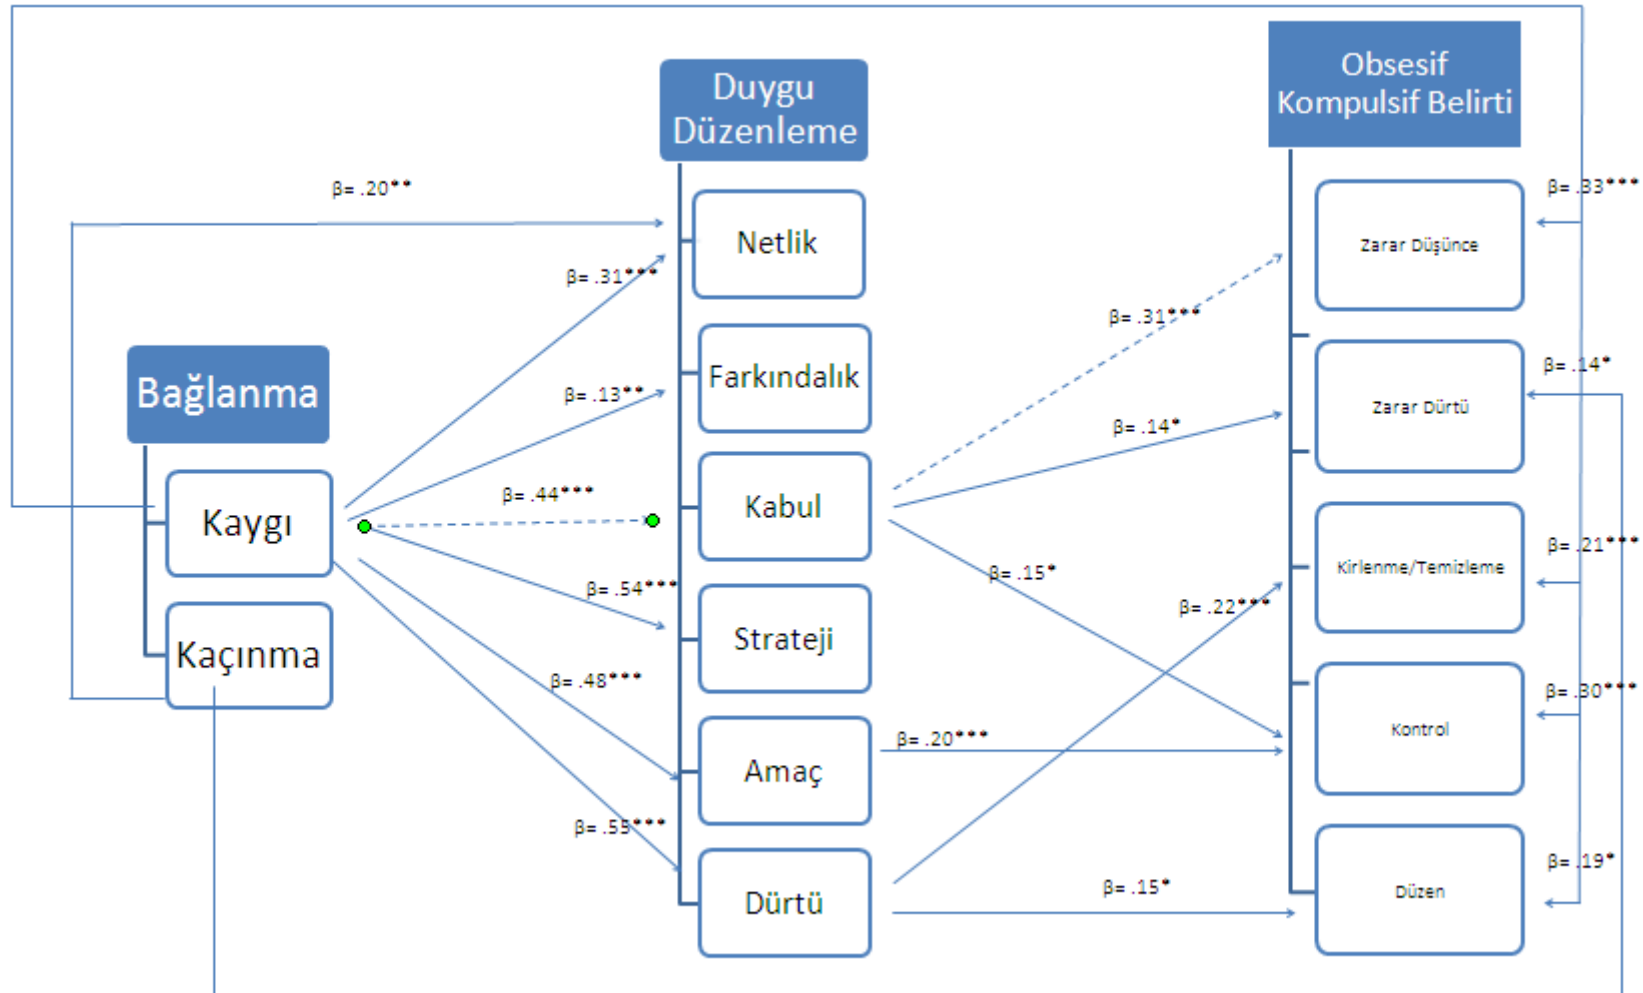 Bağlanma
Kaygı
Kaçınma
β= .20**
β= .31***
β= .13**
β= .44***
β= .54***
β= .48***
β= .55***
Duygu
Düzenleme
Netlik
Farkındalık
Kabul
Strateji
Amaç
Dürtü
β= .31***
β= .14*
β= .15*
β= .22***
β= .20***
β= .15*
Obsesif
Kompulsif Belirti
Zarar Düşünce
Zarar Dürtü
Kirlenme/Temizleme
Kontrol
Düzen
β= .33***
β= .14*
β= .21***
β= .30***
β= .19*